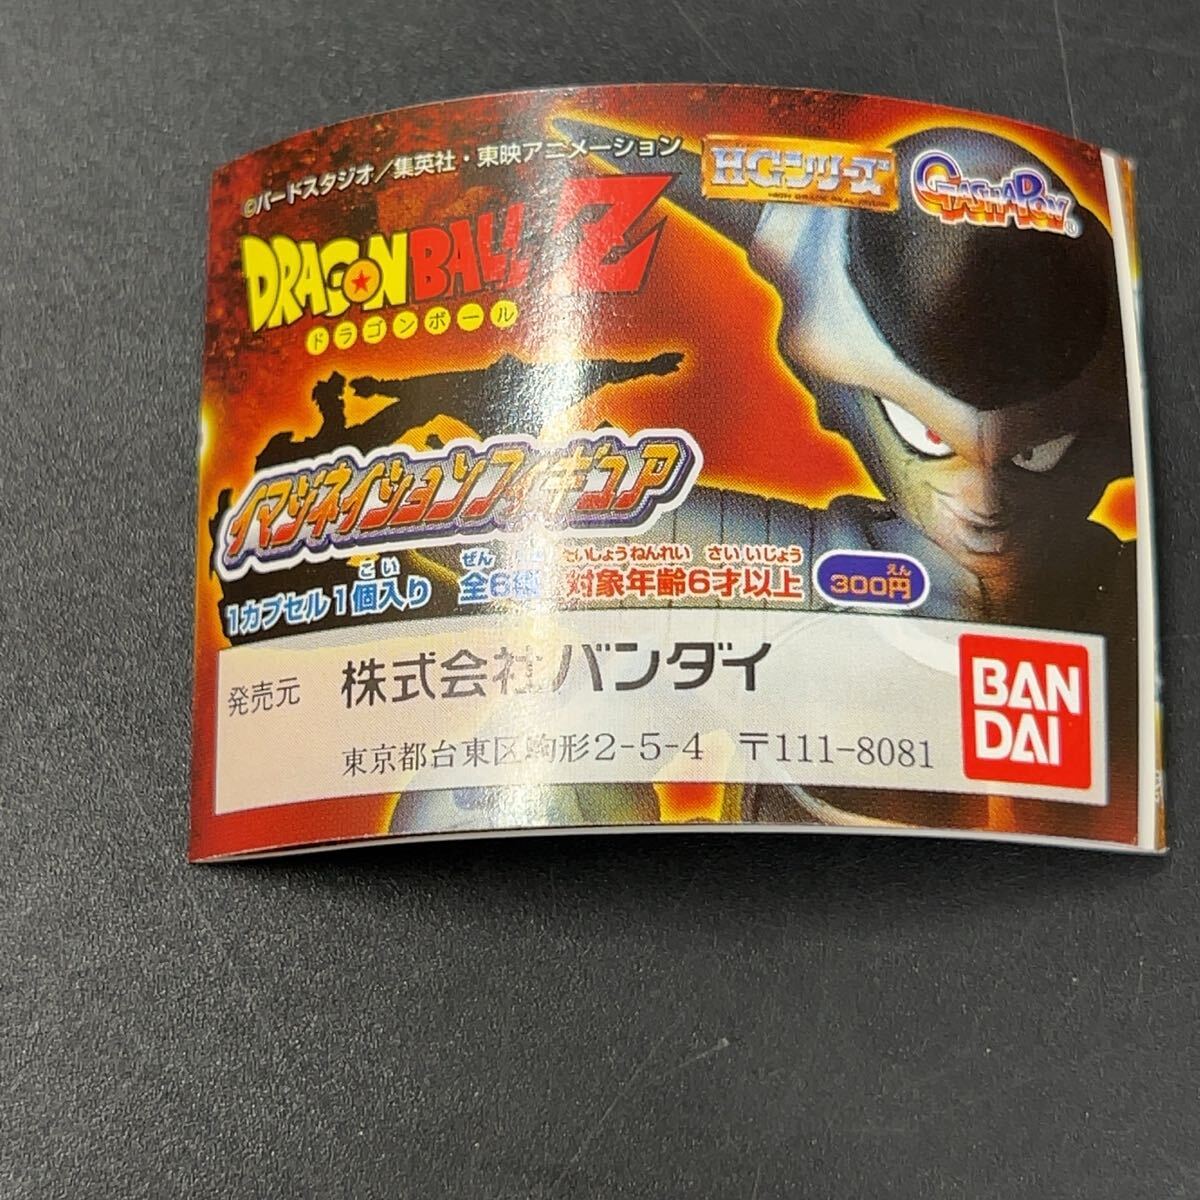 ©バードスタジオ／集英社・東映アニメーション
HGシリーズ
GASHAPON®
DRAGON BALL Z
ドラゴンボール
イマジネイションフィギュア
こい ぜん たいしょうねんれい さいいじょう えん
1カプセル1個入り 全6種 対象年齢6才以上 300円
発売元 株式会社バンダイ
東京都台東区駒形2-5-4 〒111-8081
BAN
DAI